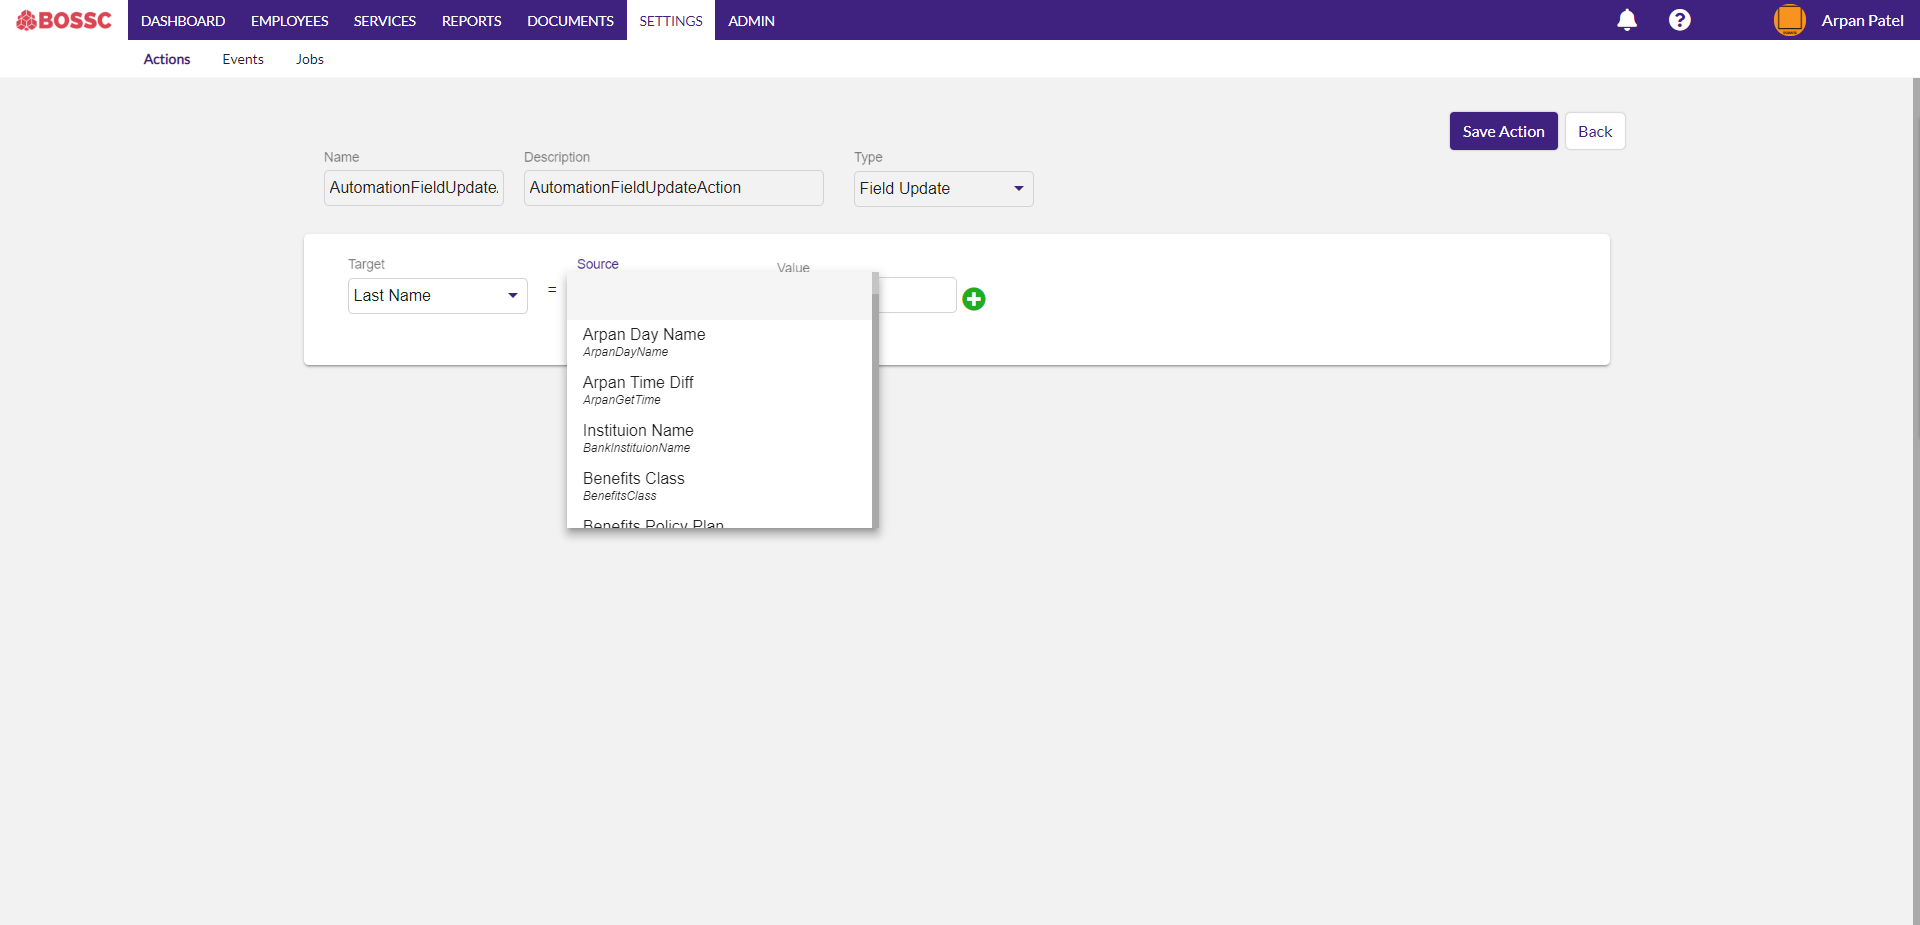 BOSSC
DASHBOARD EMPLOYEES SERVICES REPORTS DOCUMENTS SETTINGS ADMIN
Arpan Patel
Actions Events Jobs
Save Action Back
Name Description Type
AutomationFieldUpdate. AutomationFieldUpdateAction Field Update
Target Source Value
Last Name =
Arpan Day Name
ArpanDayName
Arpan Time Diff
ArpanGetTime
Instituion Name
BankInstituionName
Benefits Class
BenefitsClass
Benefits Policy Plan